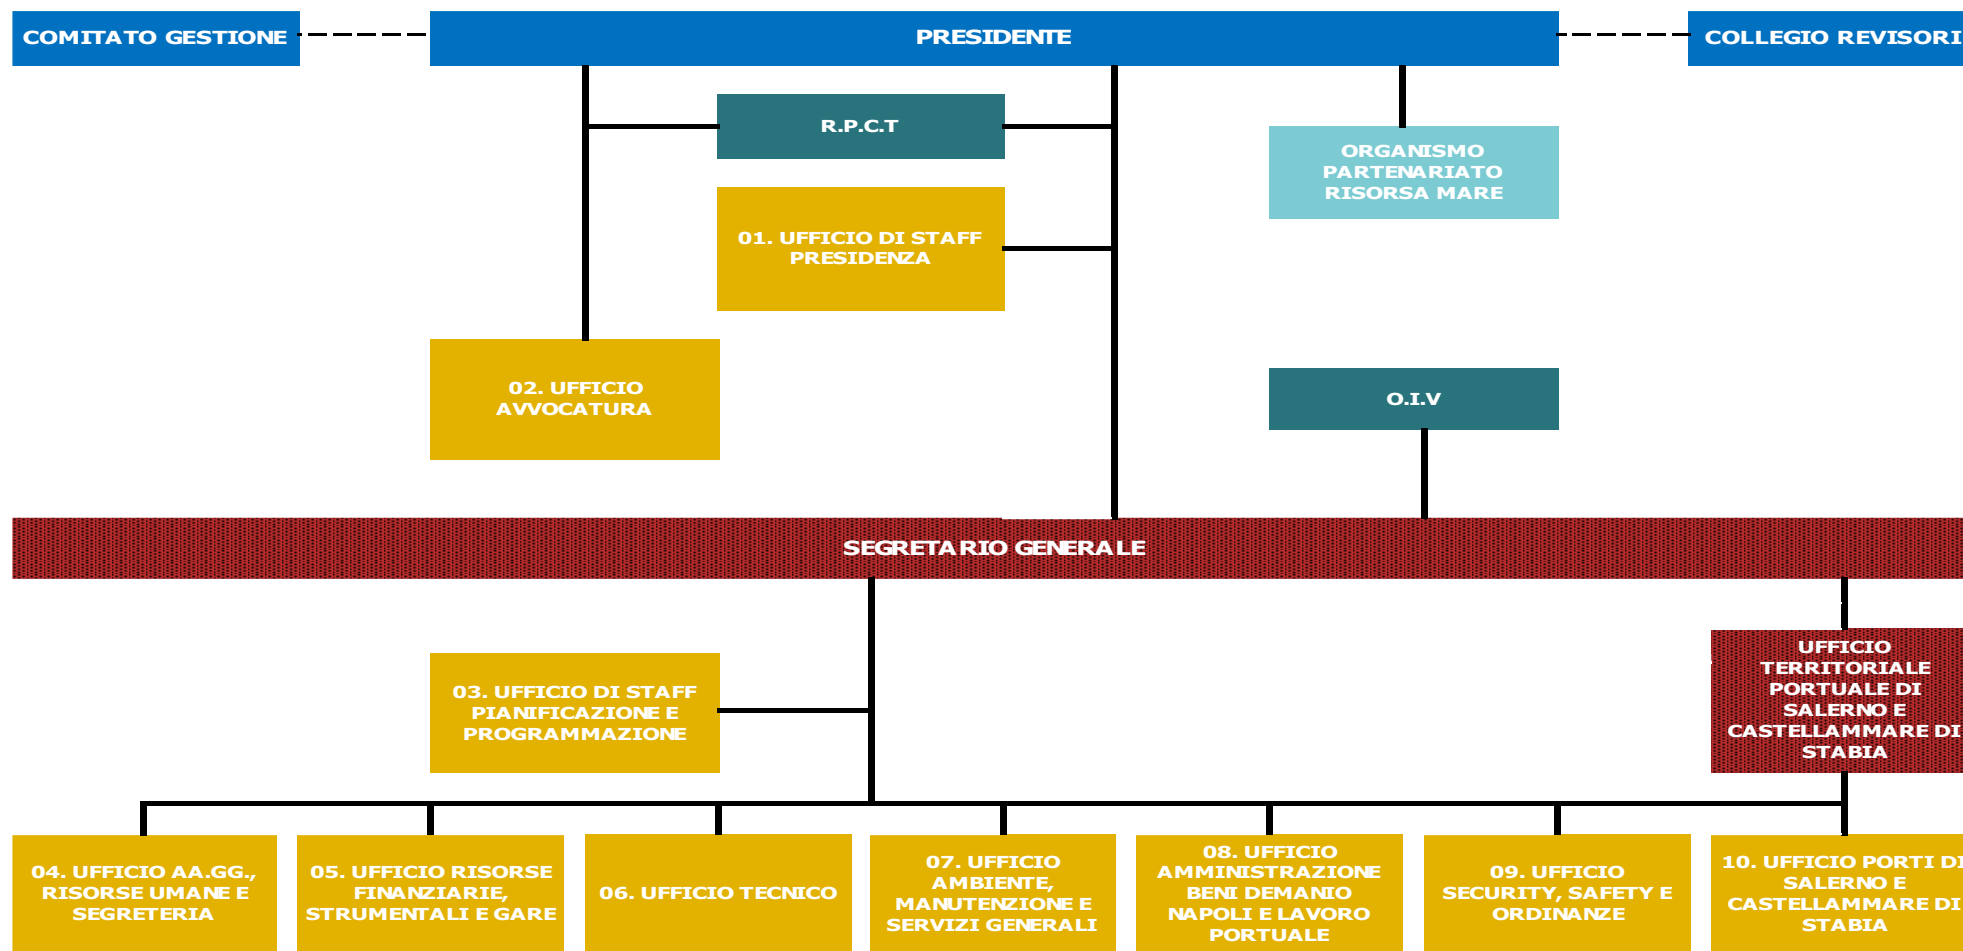 COMITATO GESTIONE
PRESIDENTE
COLLEGIO REVISORI
R.P.C.T
ORGANISMO
PARTENARIATO
RISORSA MARE
01. UFFICIO DI STAFF
PRESIDENZA
02. UFFICIO
AVVOCATURA
O.I.V
SEGRETARIO GENERALE
UFFICIO
TERRITORIALE
PORTUALE DI
SALERNO E
CASTELLAMMARE DI
STABIA
03. UFFICIO DI STAFF
PIANIFICAZIONE E
PROGRAMMAZIONE
04. UFFICIO AA.GG.,
RISORSE UMANE E
SEGRETERIA
05. UFFICIO RISORSE
FINANZIARIE,
STRUMENTALI E GARE
06. UFFICIO TECNICO
07. UFFICIO
AMBIENTE,
MANUTENZIONE E
SERVIZI GENERALI
08. UFFICIO
AMMINISTRAZIONE
BENI DEMANIO
NAPOLI E LAVORO
PORTUALE
09. UFFICIO
SECURITY, SAFETY E
ORDINANZE
10. UFFICIO PORTI DI
SALERNO E
CASTELLAMMARE DI
STABIA